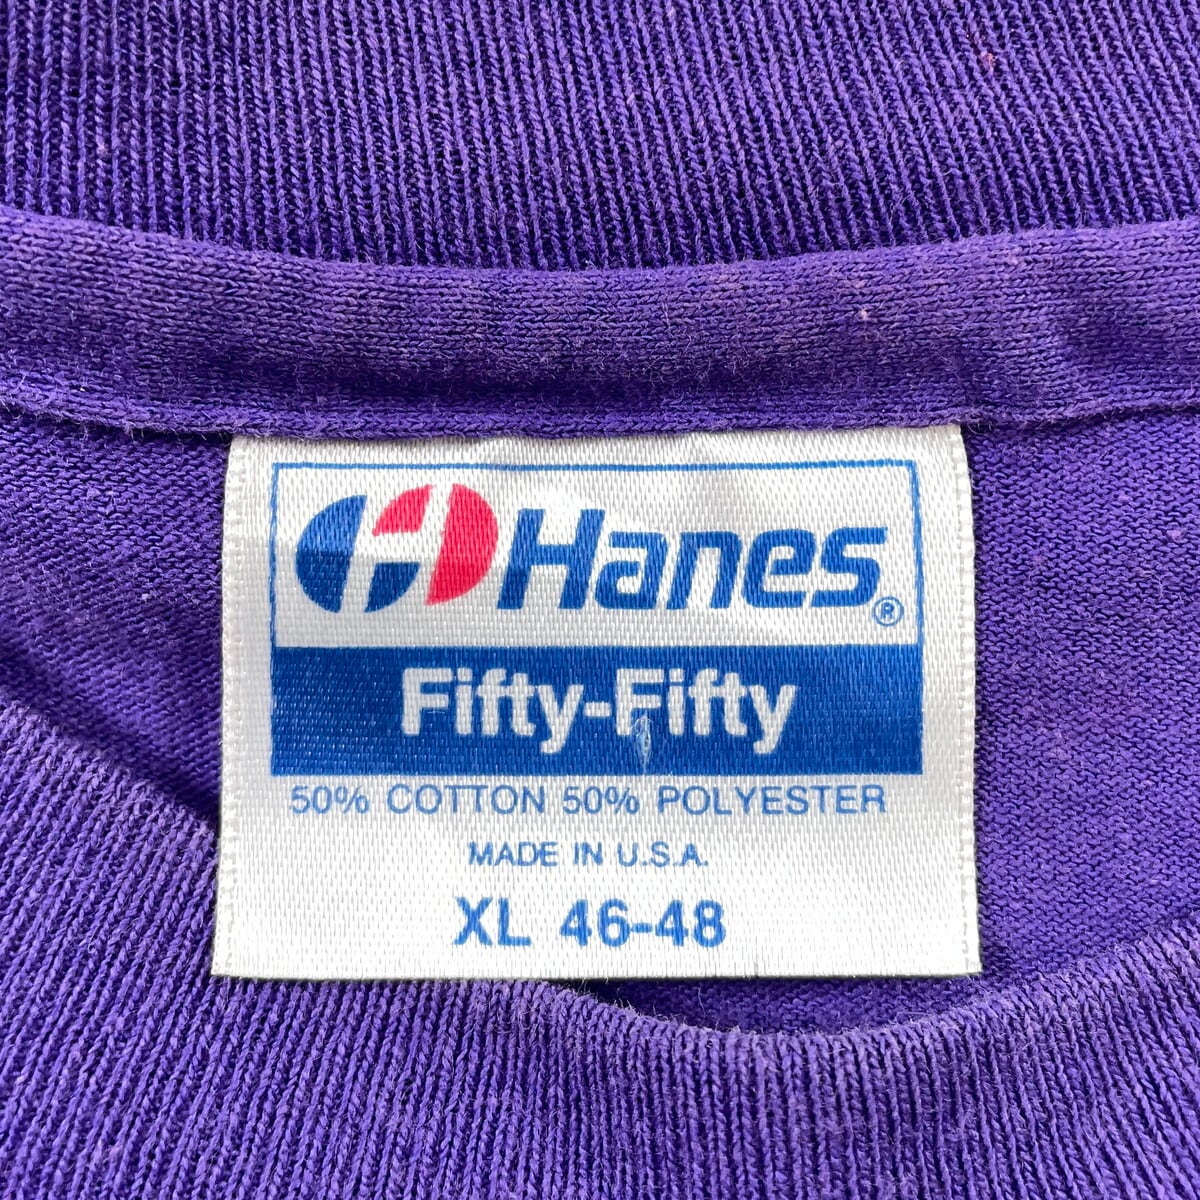 Hanes®
Fifty-Fifty
50% COTTON 50% POLYESTER
MADE IN U.S.A.
XL 46-48